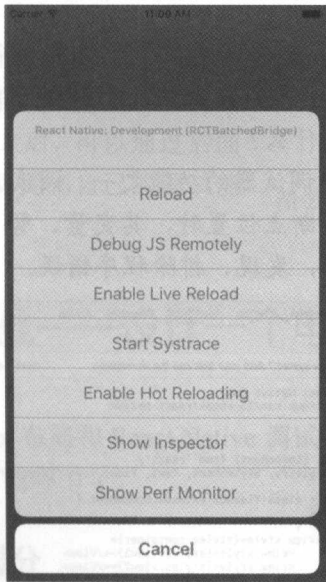 Carrier
11:09 AM
React Native: Development (RCTBatchedBridge)
Reload
Debug JS Remotely
Enable Live Reload
Start Systrace
Enable Hot Reloading
Show Inspector
Show Perf Monitor
Cancel